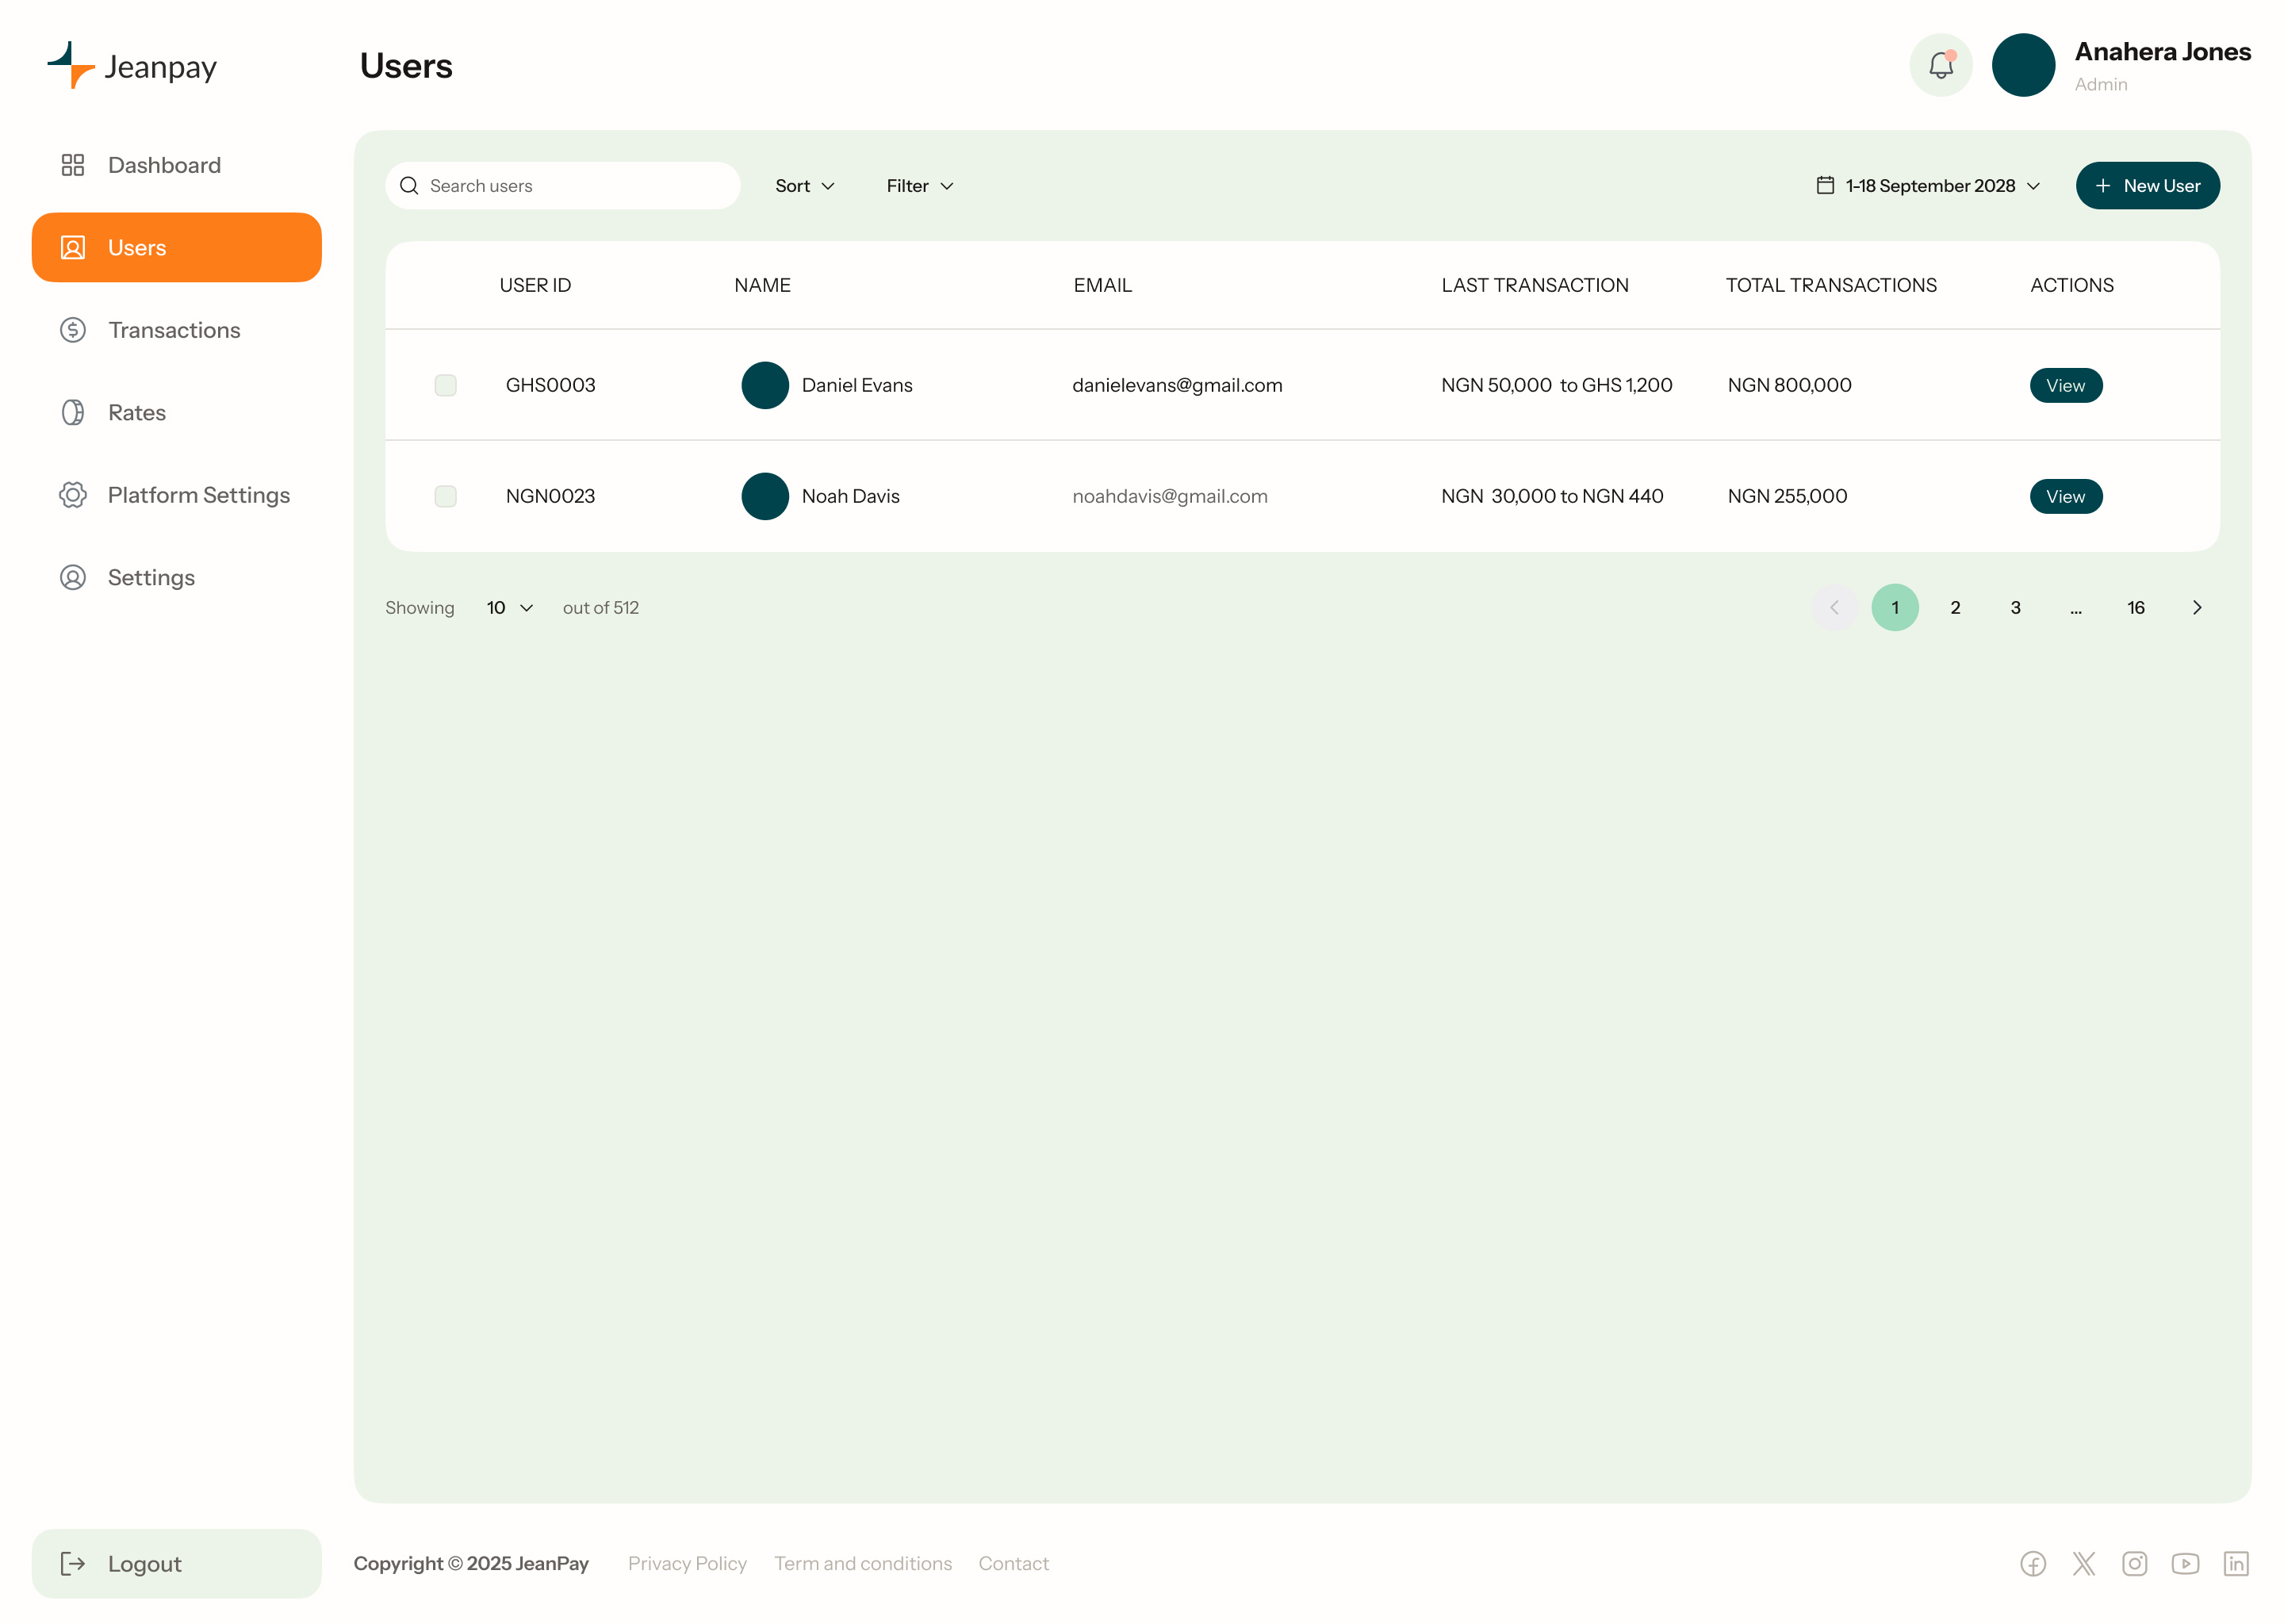 Jeanpay
Users
Anahera Jones
Admin
Dashboard
Users
Transactions
Rates
Platform Settings
Settings
Search users
Sort
Filter
1-18 September 2028
New User
USER ID NAME EMAIL LAST TRANSACTION TOTAL TRANSACTIONS ACTIONS
GHS0003 Daniel Evans danielevans@gmail.com NGN 50,000 to GHS 1,200 NGN 800,000 View
NGN0023 Noah Davis noahdavis@gmail.com NGN 30,000 to NGN 440 NGN 255,000 View
Showing 10 out of 512
1 2 3 ... 16
Logout
Copyright © 2025 JeanPay Privacy Policy Term and conditions Contact